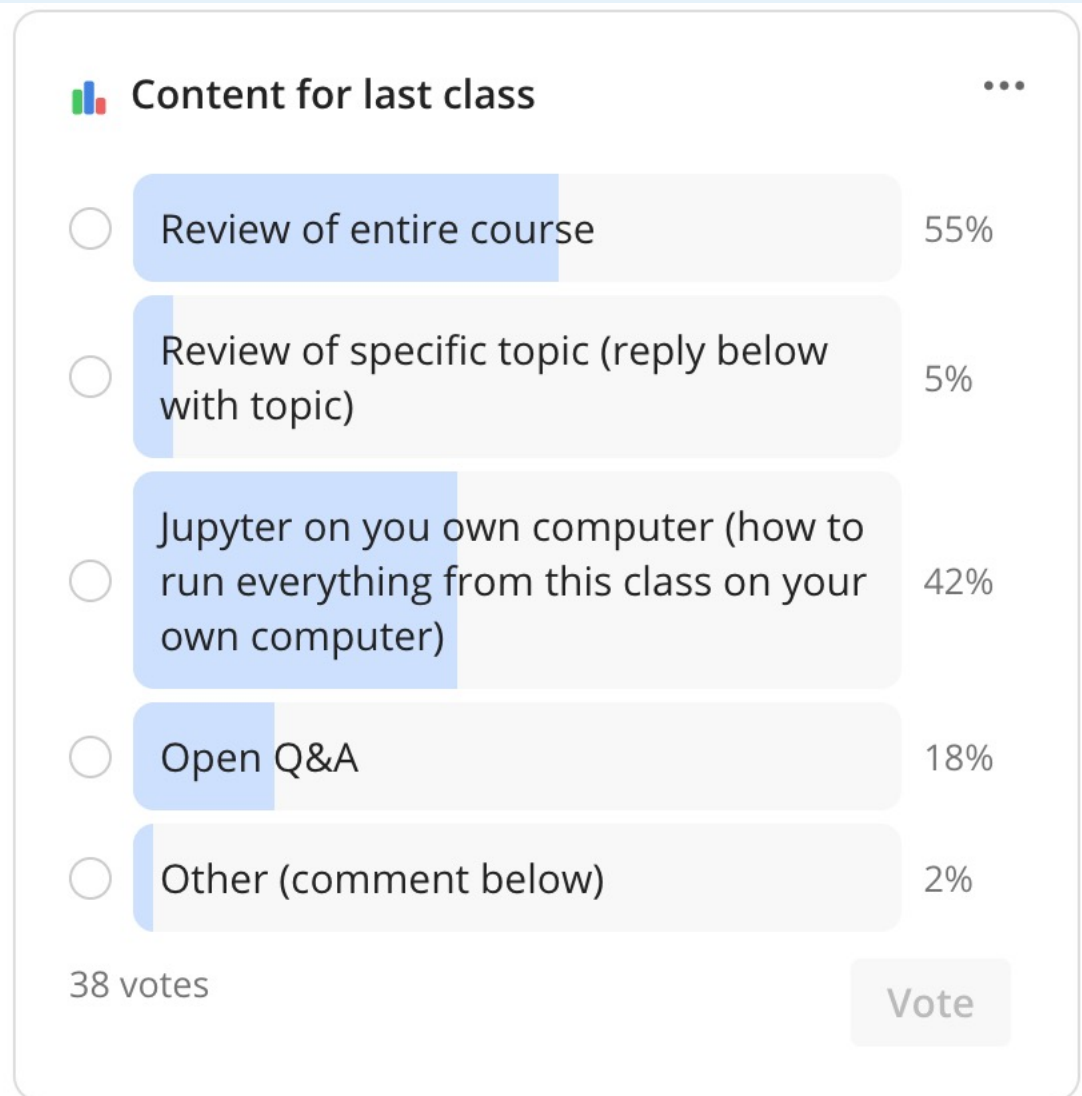 Content for last class
Review of entire course
55%
Review of specific topic (reply below
with topic)
5%
Jupyter on you own computer (how to
run everything from this class on your
own computer)
42%
Open Q&A
18%
Other (comment below)
2%
38 votes
Vote